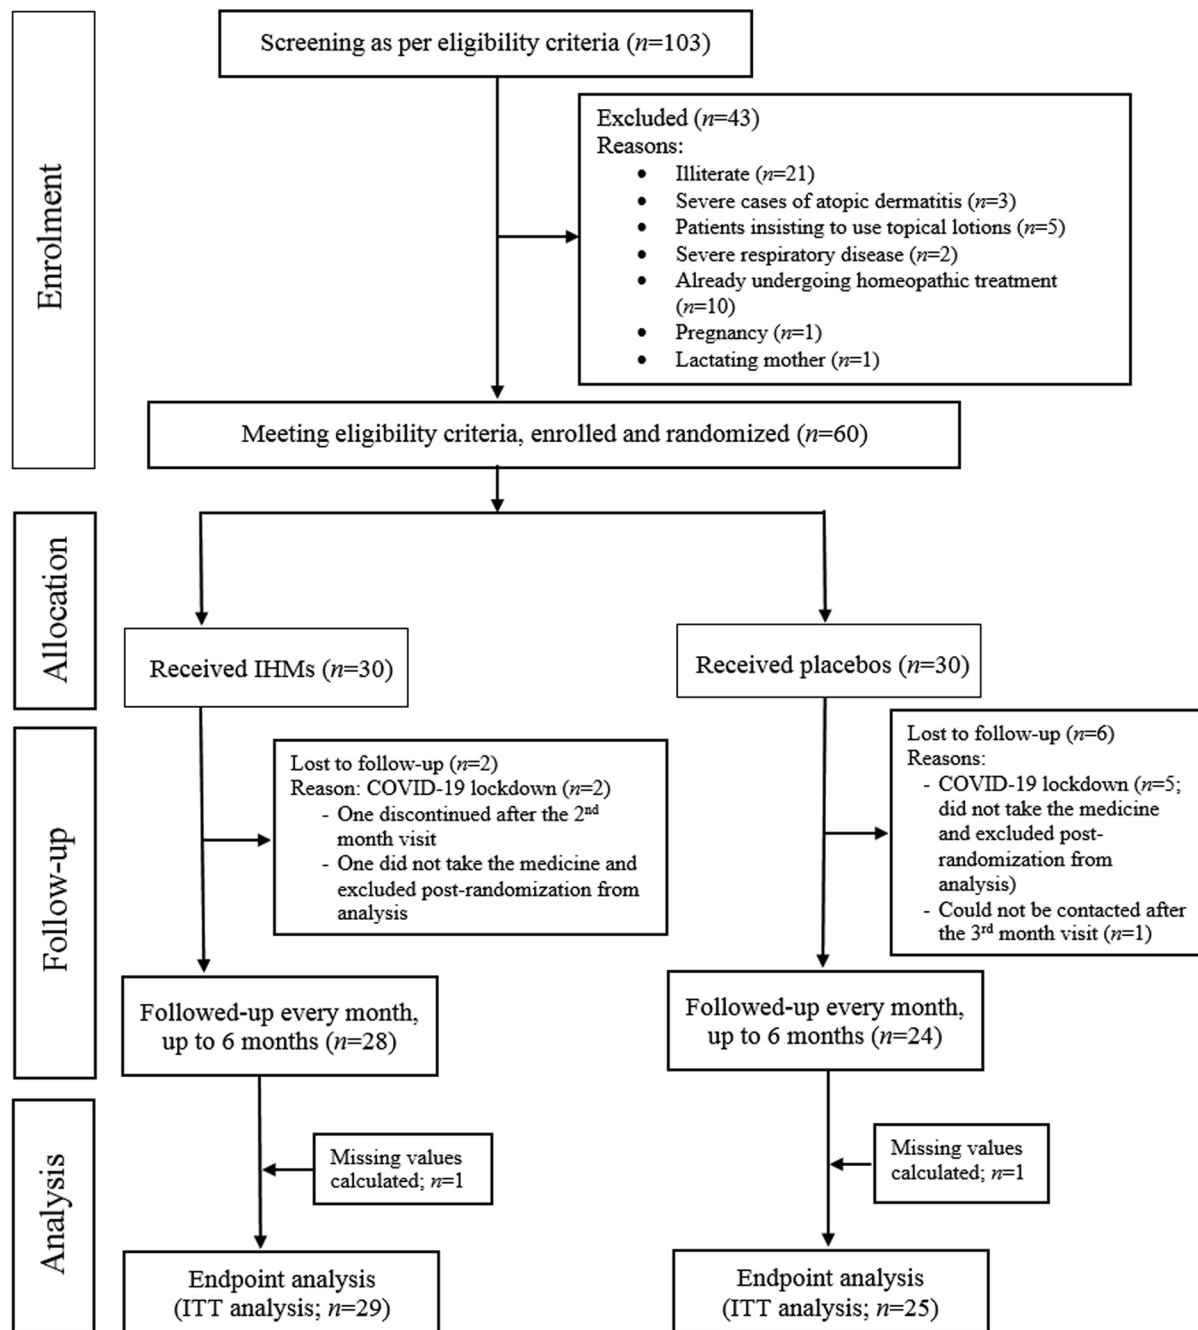 Enrolment
Screening as per eligibility criteria (n=103)
Excluded (n=43)
Reasons:
• Illiterate (n=21)
• Severe cases of atopic dermatitis (n=3)
• Patients insisting to use topical lotions (n=5)
• Severe respiratory disease (n=2)
• Already undergoing homeopathic treatment
(n=10)
• Pregnancy (n=1)
• Lactating mother (n=1)
Meeting eligibility criteria, enrolled and randomized (n=60)
Allocation
Received IHMs (n=30)
Received placebos (n=30)
Follow-up
Lost to follow-up (n=2)
Reason: COVID-19 lockdown (n=2)
- One discontinued after the 2nd
month visit
- One did not take the medicine and
excluded post-randomization from
analysis
Lost to follow-up (n=6)
Reasons:
- COVID-19 lockdown (n=5;
did not take the medicine
and excluded post-
randomization from
analysis)
- Could not be contacted after
the 3rd month visit (n=1)
Followed-up every month,
up to 6 months (n=28)
Followed-up every month,
up to 6 months (n=24)
Analysis
Missing values
calculated; n=1
Missing values
calculated; n=1
Endpoint analysis
(ITT analysis; n=29)
Endpoint analysis
(ITT analysis; n=25)